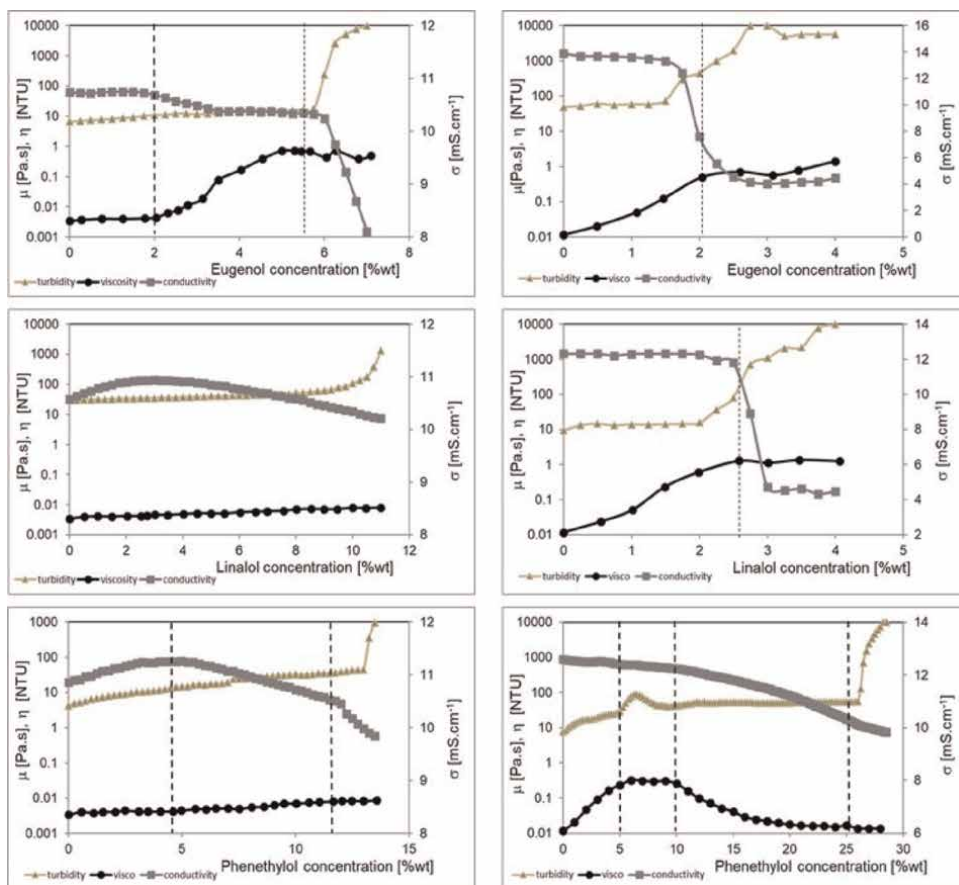 10000 12 10000 16
1000 1000 14
100 11 12
10 100 10
1 10 10 8
0.1 1 6
0.01 9 0.1 4
0.001 8 0.01 2 0
μ [Pa.s], η [NTU]
σ [mS.cm⁻¹]
μ[Pa.s], η [NTU]
σ [mS.cm⁻¹]
0 2 4 6 8
0 1 2 3 4 5
Eugenol concentration [%wt]
Eugenol concentration [%wt]
turbidity viscosity conductivity
turbidity visco conductivity
10000 12 10000 14
1000 11 1000 12
100 100 10
10 10 10 8
1 1 6
0.1 9 0.1 4
0.01 0.01 2
0.001 8
μ [Pa.s], η [NTU]
σ [mS.cm⁻¹]
μ [Pa.s], η [NTU]
σ [mS.cm⁻¹]
0 2 4 6 8 10 12
0 1 2 3 4 5
Linalol concentration [%wt]
Linalol concentration [%wt]
turbidity viscosity conductivity
turbidity visco conductivity
1000 12 10000 14
100 11 1000 12
10 100 10
1 10 10
0.1 1 8
0.01 9 0.1
0.001 8 0.01 6
μ [Pa.s], η [NTU]
σ [mS.cm⁻¹]
μ [Pa.s], η [NTU]
σ [mS.cm⁻¹]
0 5 10 15
0 5 10 15 20 25 30
Phenethylol concentration [%wt]
Phenethylol concentration [%wt]
turbidity visco conductivity
turbidity visco conductivity